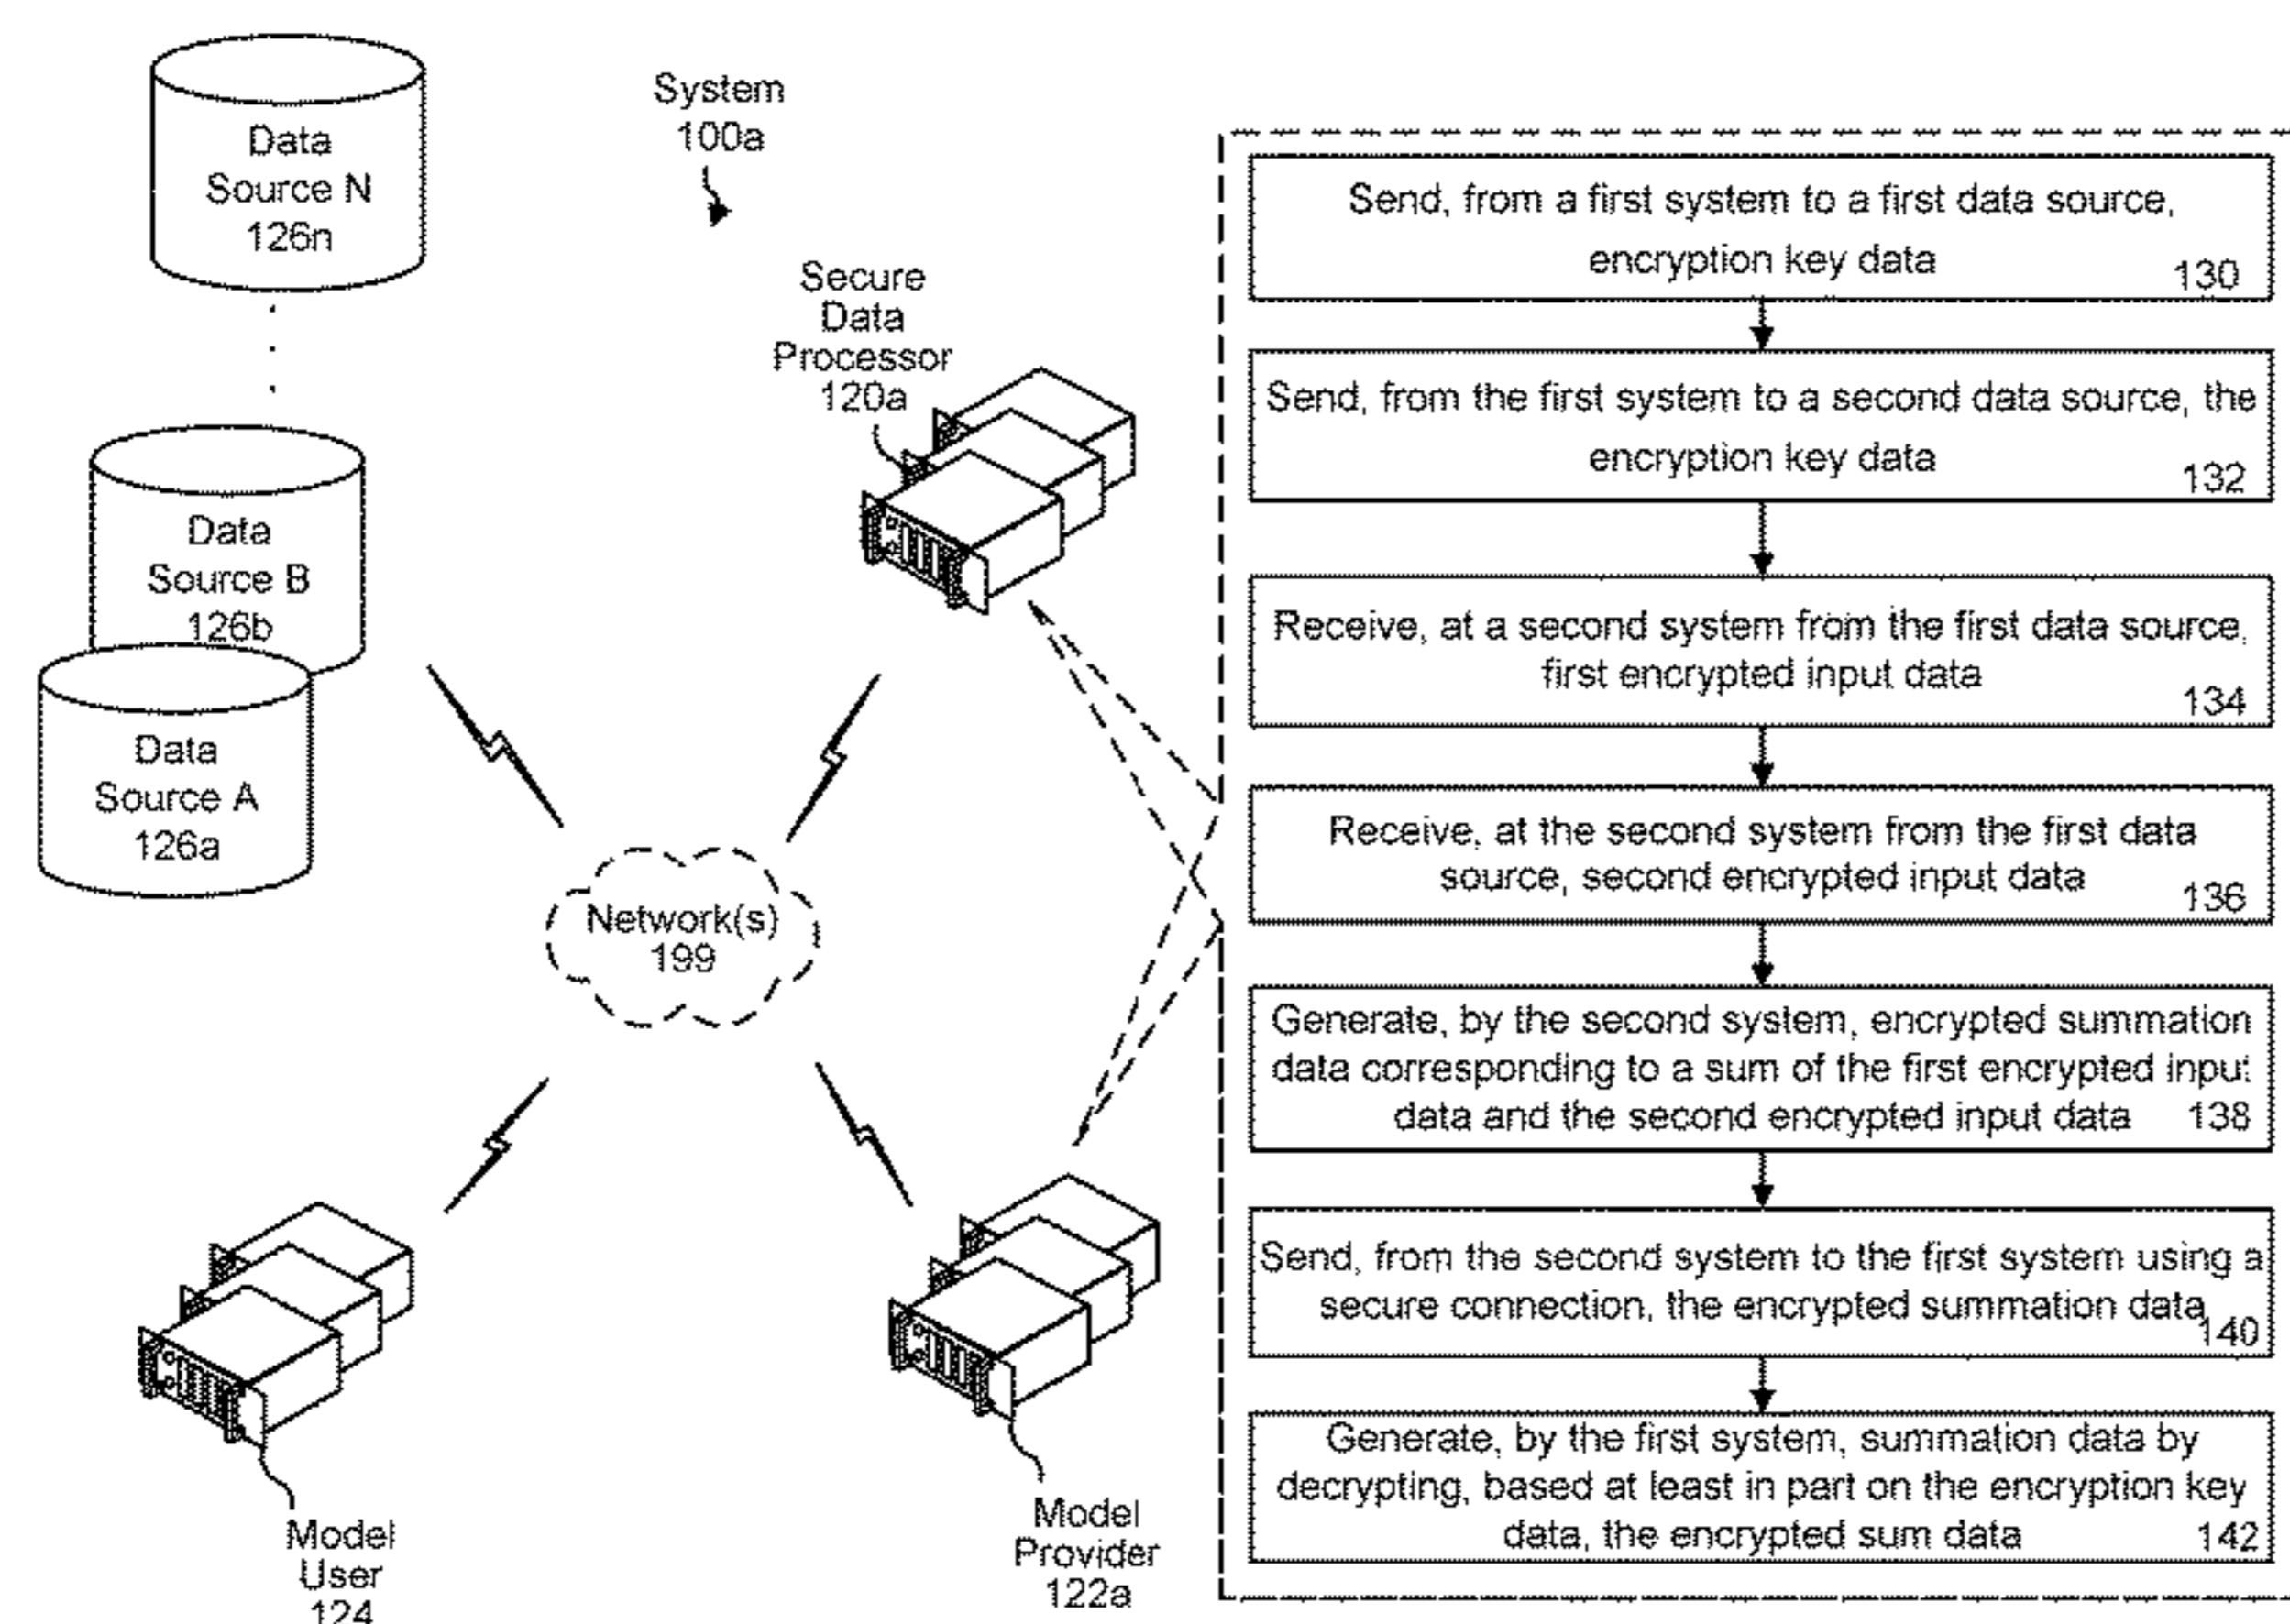 Data
Source N
126n
System
100a
Secure
Data
Processor
120a
Data
Source B
126b
Data
Source A
126a
Network(s)
199
Model
User
124
Model
Provider
122a
Send, from a first system to a first data source,
encryption key data
130
Send, from the first system to a second data source, the
encryption key data
132
Receive, at a second system from the first data source,
first encrypted input data
134
Receive, at the second system from the first data
source, second encrypted input data
136
Generate, by the second system, encrypted summation
data corresponding to a sum of the first encrypted input
data and the second encrypted input data 138
Send, from the second system to the first system using a
secure connection, the encrypted summation data
140
Generate, by the first system, summation data by
decrypting, based at least in part on the encryption key
data, the encrypted sum data 142